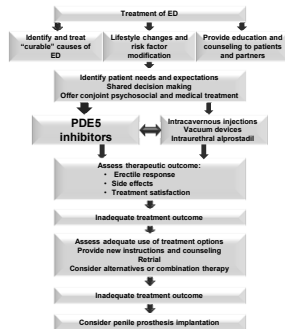 Treatment of ED
Identify and treat
"curable" causes of
ED
Lifestyle changes and
risk factor
modification
Provide education and
counseling to patients
and partners
Identify patient needs and expectations
Shared decision making
Offer conjoint psychosocial and medical treatment
PDE5
inhibitors
Intracavernous injections
Vacuum devices
Intraurethral alprostadil
Assess therapeutic outcome:
• Erectile response
• Side effects
• Treatment satisfaction
Inadequate treatment outcome
Assess adequate use of treatment options
Provide new instructions and counseling
Retrial
Consider alternatives or combination therapy
Inadequate treatment outcome
Consider penile prosthesis implantation